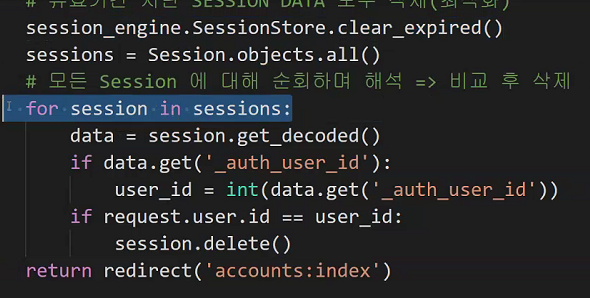 # 유효기간 지난 SESSION DATA 모두 삭제(최적화)
session_engine.SessionStore.clear_expired()
sessions = Session.objects.all()
# 모든 Session 에 대해 순회하며 해석 => 비교 후 삭제
for session in sessions:
data = session.get_decoded()
if data.get('_auth_user_id'):
user_id = int(data.get('_auth_user_id'))
if request.user.id == user_id:
session.delete()
return redirect('accounts:index')